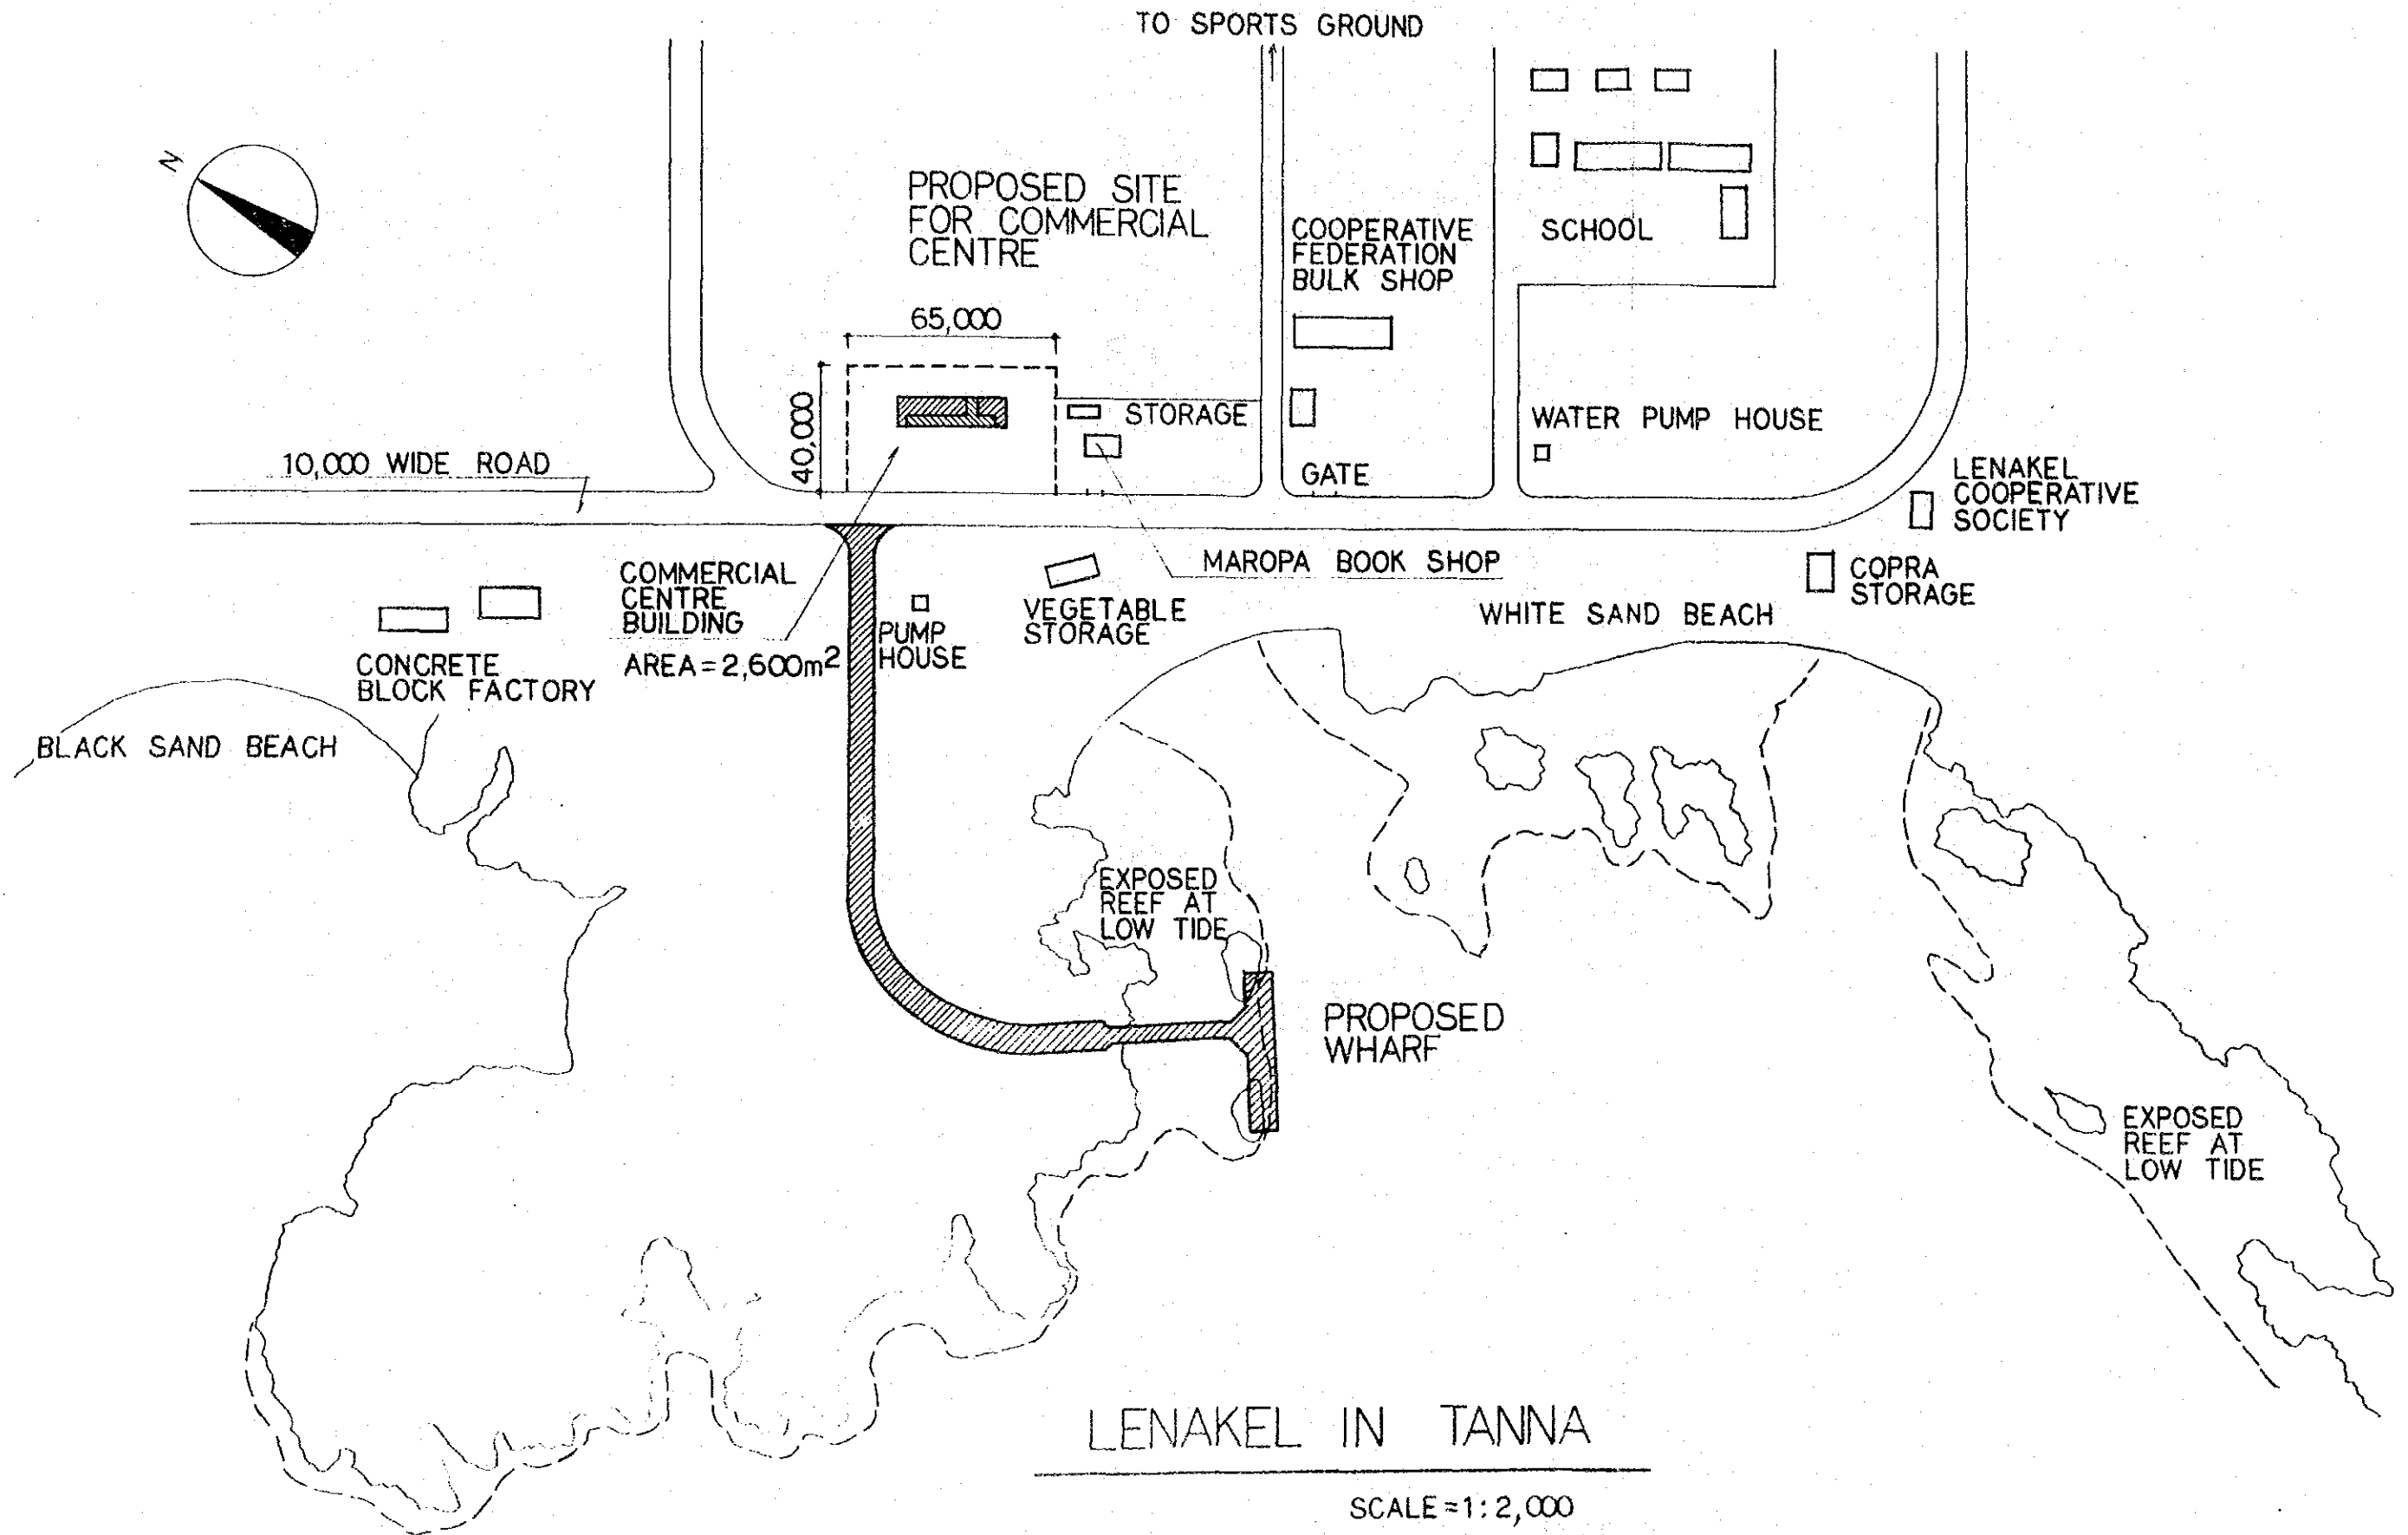 TO SPORTS GROUND
N
PROPOSED SITE
FOR COMMERCIAL
CENTRE
COOPERATIVE
FEDERATION
BULK SHOP
SCHOOL
65,000
40,000
STORAGE
WATER PUMP HOUSE
10,000 WIDE ROAD
GATE
LENAKEL
COOPERATIVE
SOCIETY
MAROPA BOOK SHOP
COMMERCIAL
CENTRE
BUILDING
AREA=2,600m²
PUMP
HOUSE
VEGETABLE
STORAGE
WHITE SAND BEACH
COPRA
STORAGE
CONCRETE
BLOCK FACTORY
BLACK SAND BEACH
EXPOSED
REEF AT
LOW TIDE
PROPOSED
WHARF
EXPOSED
REEF AT
LOW TIDE
LENAKEL IN TANNA
SCALE=1:2,000